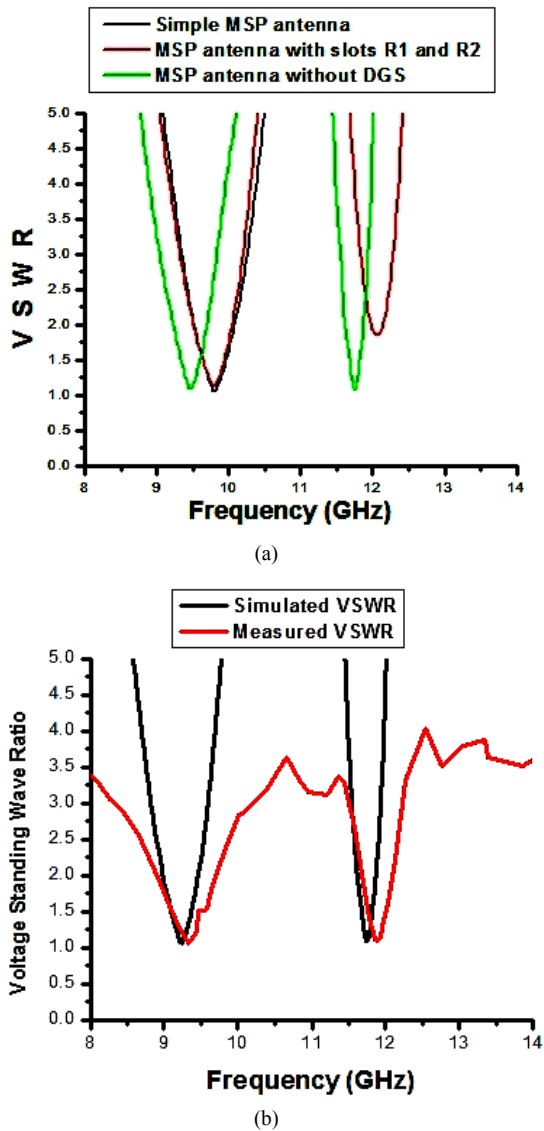 Simple MSP antenna
MSP antenna with slots R1 and R2
MSP antenna without DGS
5.0
4.5
4.0
3.5
3.0
2.5
2.0
1.5
1.0
0.5
0.0
V S W R
8 9 10 11 12 13 14
Frequency (GHz)
(a)
Simulated VSWR
Measured VSWR
5.0
4.5
4.0
3.5
3.0
2.5
2.0
1.5
1.0
0.5
0.0
Voltage Standing Wave Ratio
8 9 10 11 12 13 14
Frequency (GHz)
(b)